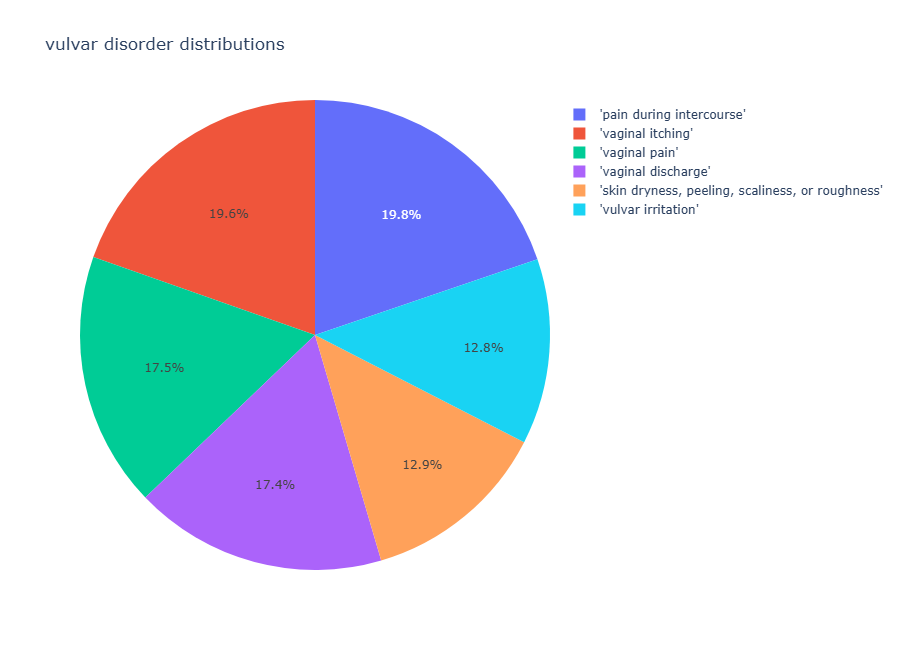 vulvar disorder distributions
'pain during intercourse'
'vaginal itching'
'vaginal pain'
'vaginal discharge'
'skin dryness, peeling, scaliness, or roughness'
'vulvar irritation'
19.6%
19.8%
12.8%
17.5%
12.9%
17.4%